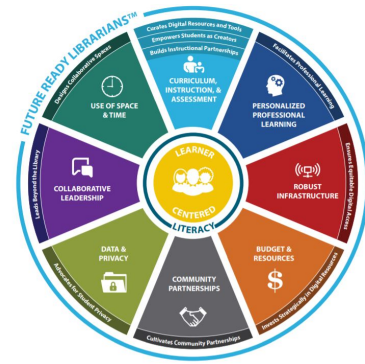 FUTURE READY LIBRARIANS™
Curates Digital Resources and Tools
Empowers Students as Creators
Builds Instructional Partnerships
CURRICULUM,
INSTRUCTION, &
ASSESSMENT
Facilitates Professional Learning
PERSONALIZED
PROFESSIONAL
LEARNING
Ensures Equitable Digital Access
ROBUST
INFRASTRUCTURE
Invests Strategically in Digital Resources
BUDGET &
RESOURCES
$
Cultivates Community Partnerships
COMMUNITY
PARTNERSHIPS
Advocates for Student Privacy
DATA &
PRIVACY
Leads Beyond the Library
COLLABORATIVE
LEADERSHIP
Designs Collaborative Spaces
USE OF SPACE
& TIME
LEARNER
CENTERED
LITERACY